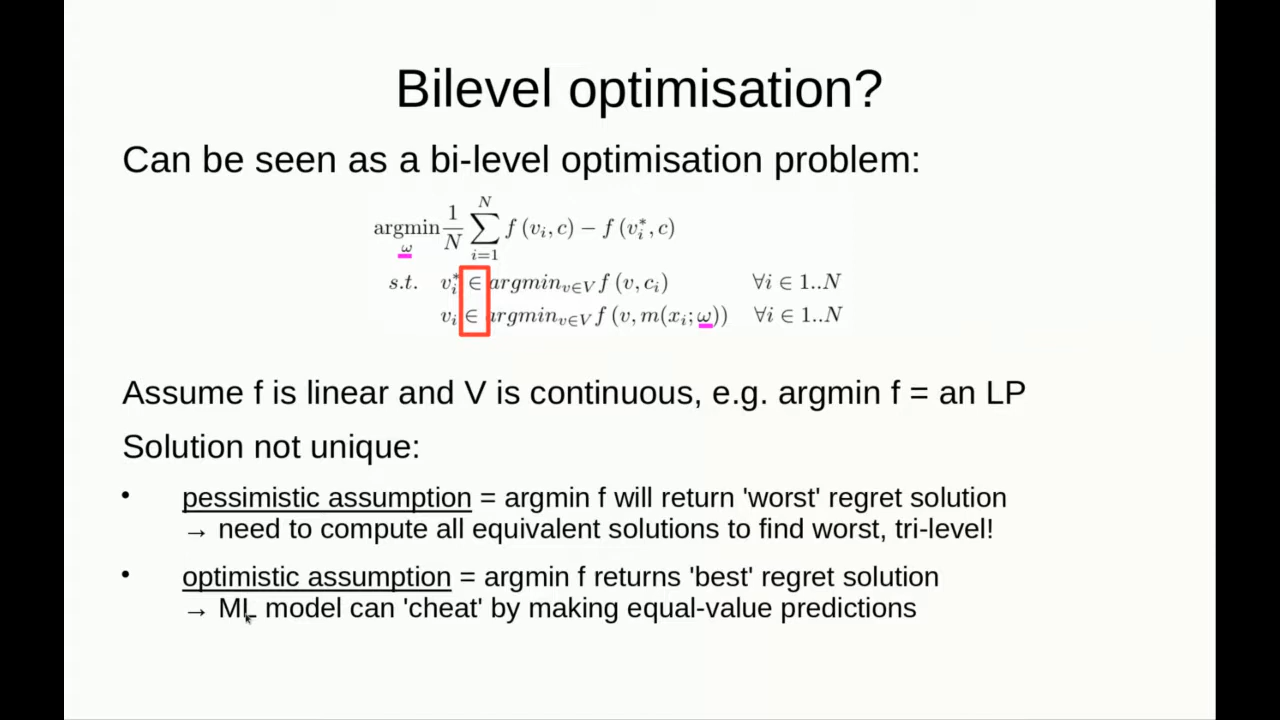 Bilevel optimisation?
Can be seen as a bi-level optimisation problem:
argmin_ω 1/N ∑_{i=1}^{N} f (v_i, c) − f (v_i^*, c)
s.t. v_i^* ∈ argmin_{v∈V} f (v, c_i) ∀i ∈ 1..N
v_i ∈ argmin_{v∈V} f (v, m(x_i; ω)) ∀i ∈ 1..N
Assume f is linear and V is continuous, e.g. argmin f = an LP
Solution not unique:
• pessimistic assumption = argmin f will return 'worst' regret solution
→ need to compute all equivalent solutions to find worst, tri-level!
• optimistic assumption = argmin f returns 'best' regret solution
→ ML model can 'cheat' by making equal-value predictions